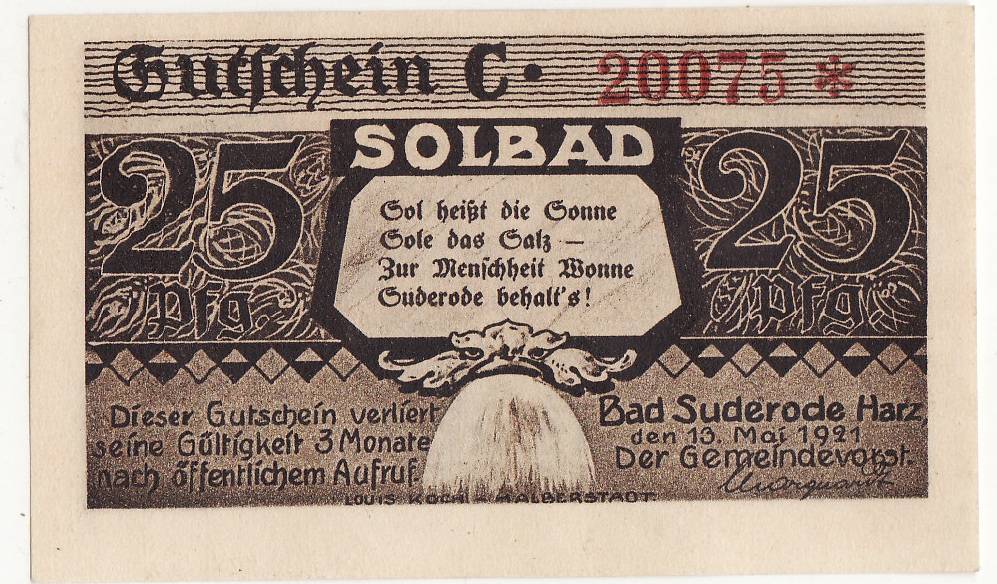 Gutschein C. 20075 *
SOLBAD
25 Pfg.
Sol heißt die Sonne
Sole das Salz —
Zur Menschheit Wonne
Suderode behalt's!
25 Pfg
Dieser Gutschein verliert
seine Gültigkeit 3 Monate
nach öffentlichem Aufruf.
Bad Suderode Harz,
den 13. Mai 1921
Der Gemeindevorst.
Marquardt
LOUIS KOCH - HALBERSTADT